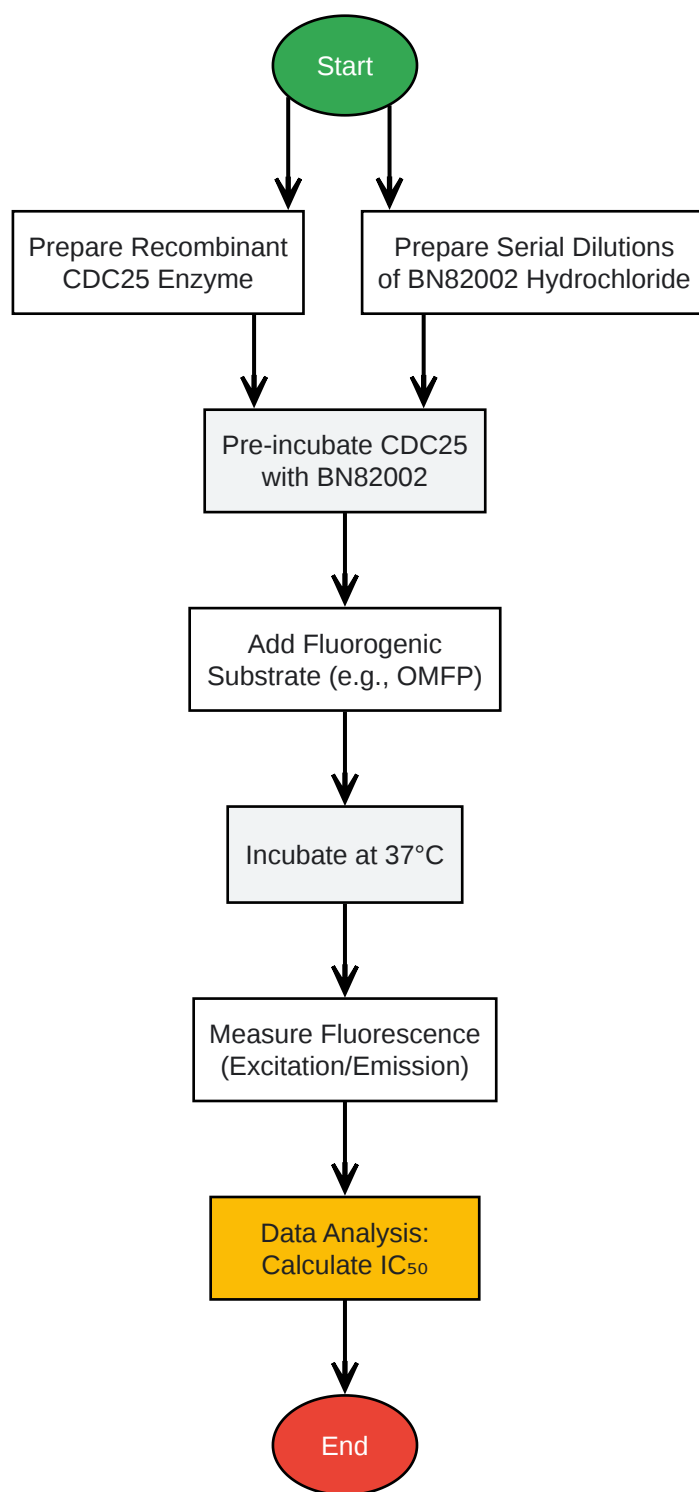 Start
Prepare Recombinant
CDC25 Enzyme
Prepare Serial Dilutions
of BN82002 Hydrochloride
Pre-incubate CDC25
with BN82002
Add Fluorogenic
Substrate (e.g., OMFP)
Incubate at 37°C
Measure Fluorescence
(Excitation/Emission)
Data Analysis:
Calculate IC₅₀
End